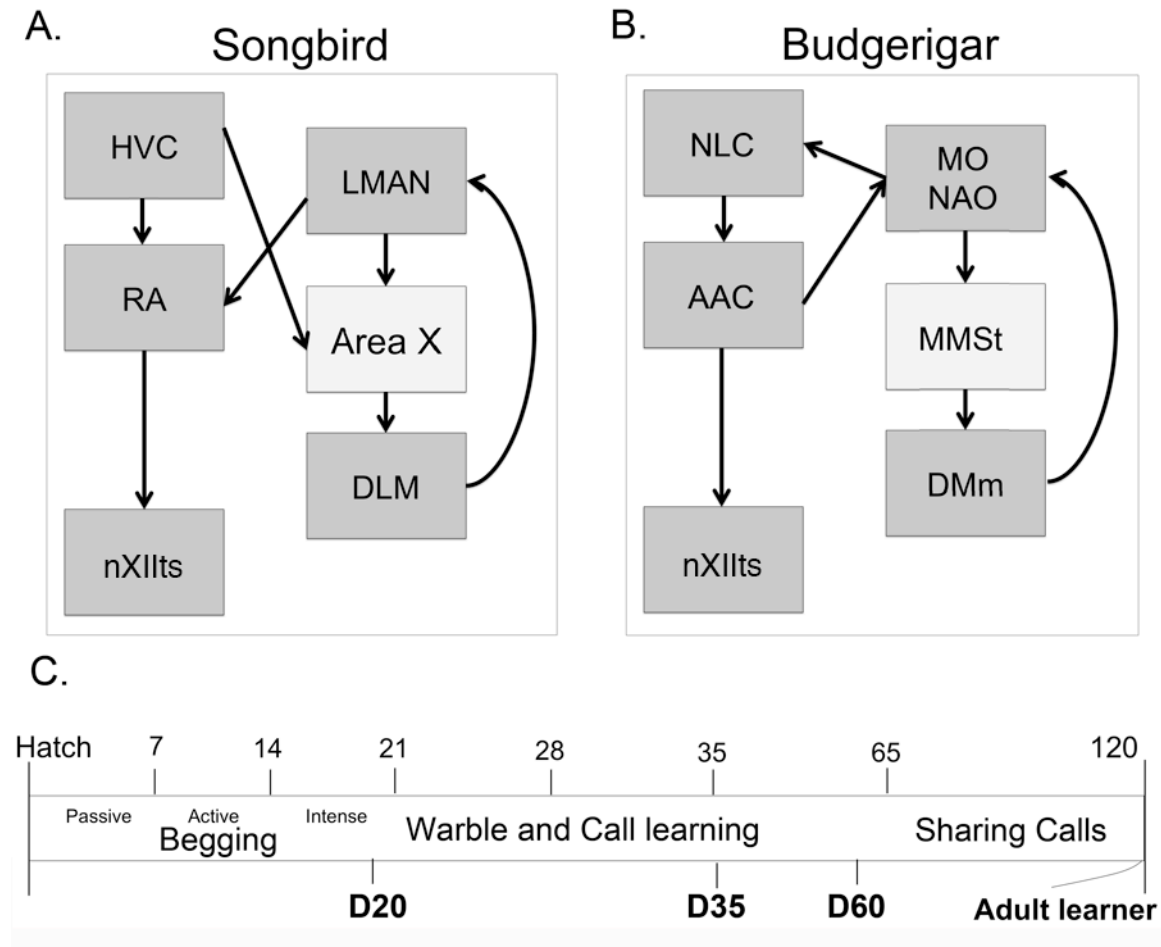 A.
Songbird
HVC
LMAN
RA
Area X
DLM
nXIIts
B.
Budgerigar
NLC
MO
NAO
AAC
MMSt
DMm
nXIIts
C.
Hatch 7 14 21 28 35 65 120
Passive Active Intense
Begging
Warble and Call learning
Sharing Calls
D20 D35 D60 Adult learner